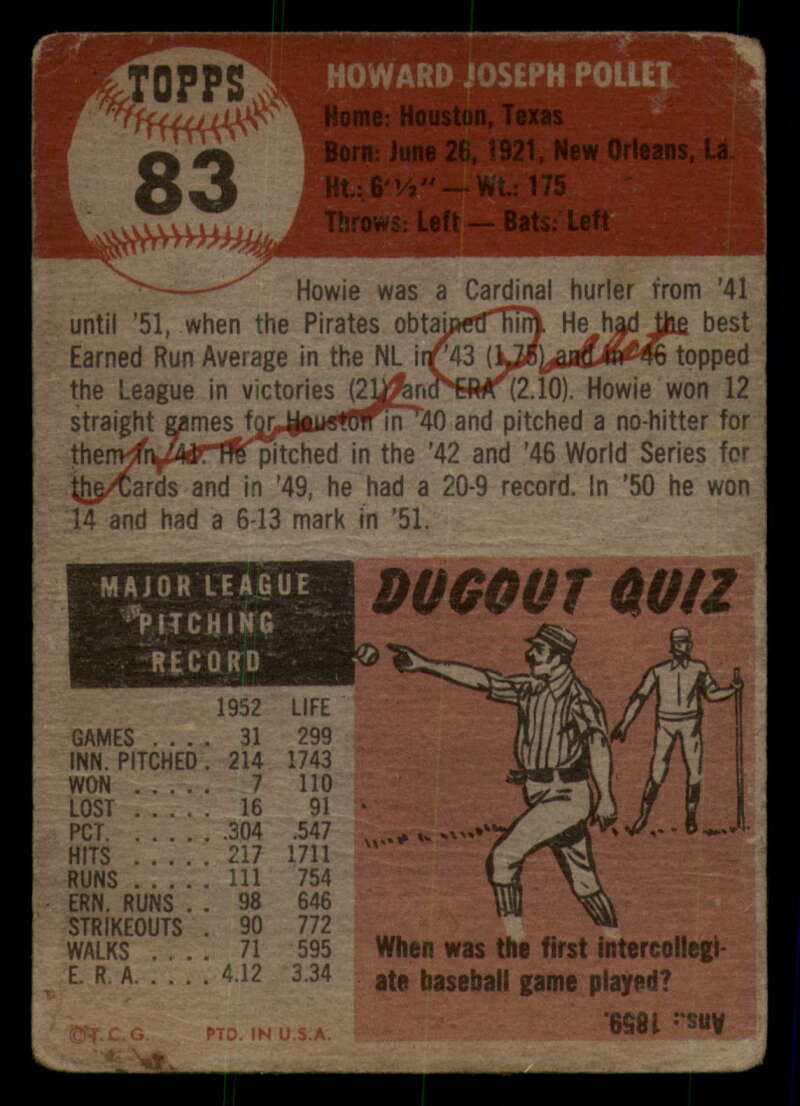 TOPPS
83
HOWARD JOSEPH POLLET
Home: Houston, Texas
Born: June 26, 1921, New Orleans, La.
Ht.: 6'½" — Wt.: 175
Throws: Left — Bats: Left
Howie was a Cardinal hurler from '41
until '51, when the Pirates obtained him. He had the best
Earned Run Average in the NL in '43 (1.75) and in '46 topped
the League in victories (21) and ERA (2.10). Howie won 12
straight games for Houston in '40 and pitched a no-hitter for
them in '41. He pitched in the '42 and '46 World Series for
the Cards and in '49, he had a 20-9 record. In '50 he won
14 and had a 6-13 mark in '51.
MAJOR LEAGUE
PITCHING
RECORD
1952 LIFE
GAMES . . . . 31 299
INN. PITCHED . 214 1743
WON . . . . . 7 110
LOST . . . . . 16 91
PCT. . . . . . .304 .547
HITS . . . . . 217 1711
RUNS . . . . . 111 754
ERN. RUNS . . 98 646
STRIKEOUTS . 90 772
WALKS . . . . 71 595
E. R. A. . . . . 4.12 3.34
©T.C.G. PTD. IN U.S.A.
DUGOUT QUIZ
When was the first intercollegi-
ate baseball game played?
Ans.: 1859.